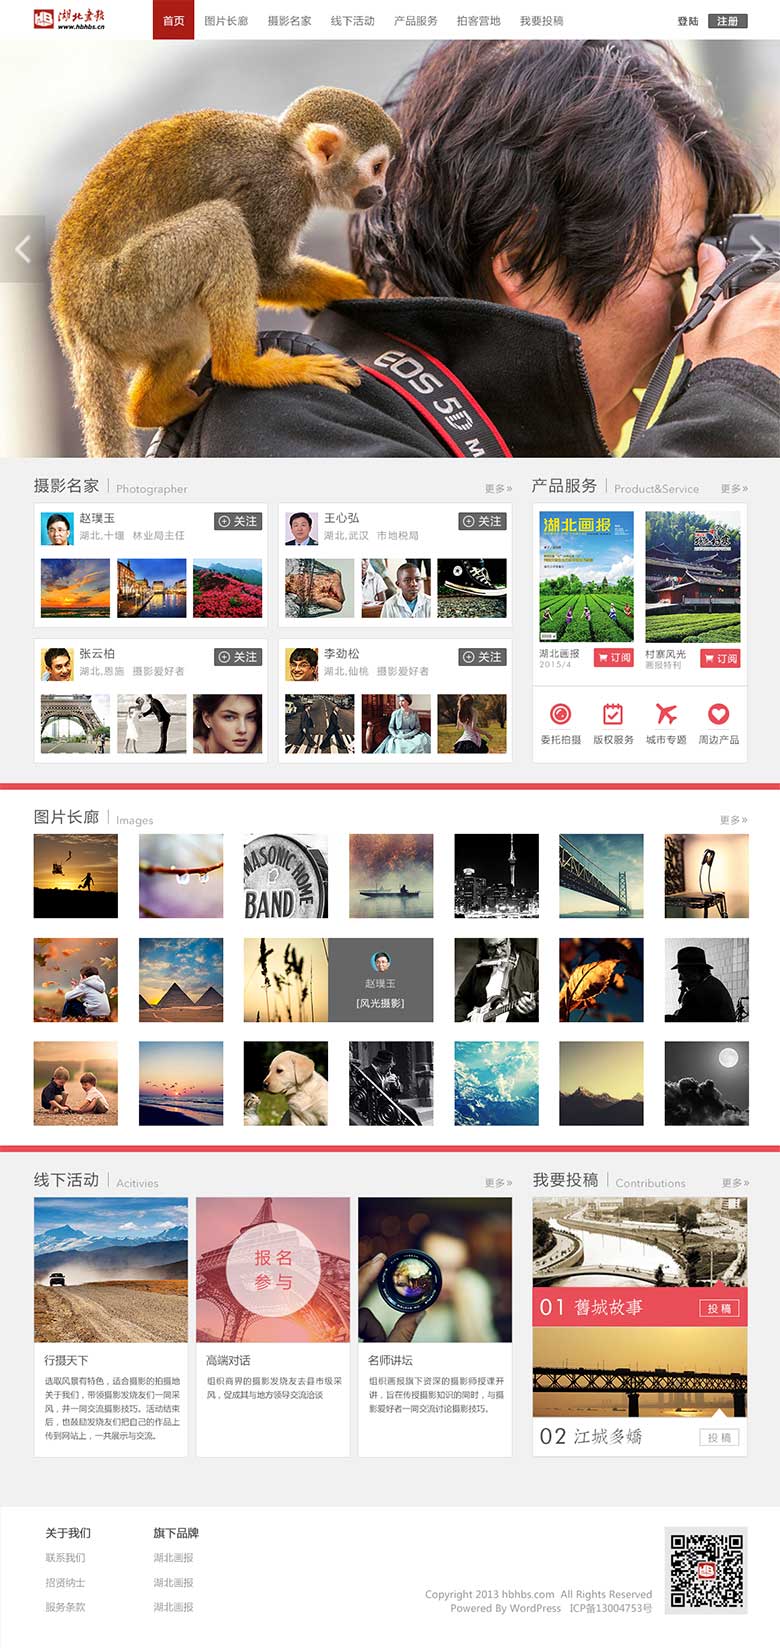 湖北画报
www.hbhbs.cn
首页 图片长廊 摄影名家 线下活动 产品服务 拍客营地 我要投稿 登陆 注册
EOS 5D M
摄影名家 Photographer 更多»
赵璞玉 关注
湖北,十堰 林业局主任
王心弘 关注
湖北,武汉 市地税局
张云柏 关注
湖北,恩施 摄影爱好者
李劲松 关注
湖北,仙桃 摄影爱好者
产品服务 Product&Service 更多»
湖北画报
湖北画报 订阅
2015/4
村寨风光 订阅
画报特刊
委托拍摄 版权服务 城市专题 周边产品
图片长廊 Images 更多»
MASONIC HOME
BAND
赵璞玉
[风光摄影]
线下活动 Acitivies 更多»
报名
参与
行摄天下
选取风景有特色，适合摄影的拍摄地
关于我们，带领摄影发烧友们一同采
风，并一同交流摄影技巧。活动结束
后，也鼓励发烧友们把自己的作品上
传到网站上，一共展示与交流。
高端对话
组织商界的摄影发烧友去县市级采
风，促成其与地方领导交流洽谈
名师讲坛
组织画报旗下资深的摄影师授课开
讲，旨在传授摄影知识的同时，与摄
影爱好者一同交流讨论摄影技巧。
我要投稿 Contributions 更多»
01 舊城故事 投稿
02 江城多嬌 投稿
关于我们
联系我们
招贤纳士
服务条款
旗下品牌
湖北画报
湖北画报
湖北画报
Copyright 2013 hbhbs.com All Rights Reserved
Powered By WordPress ICP备13004753号